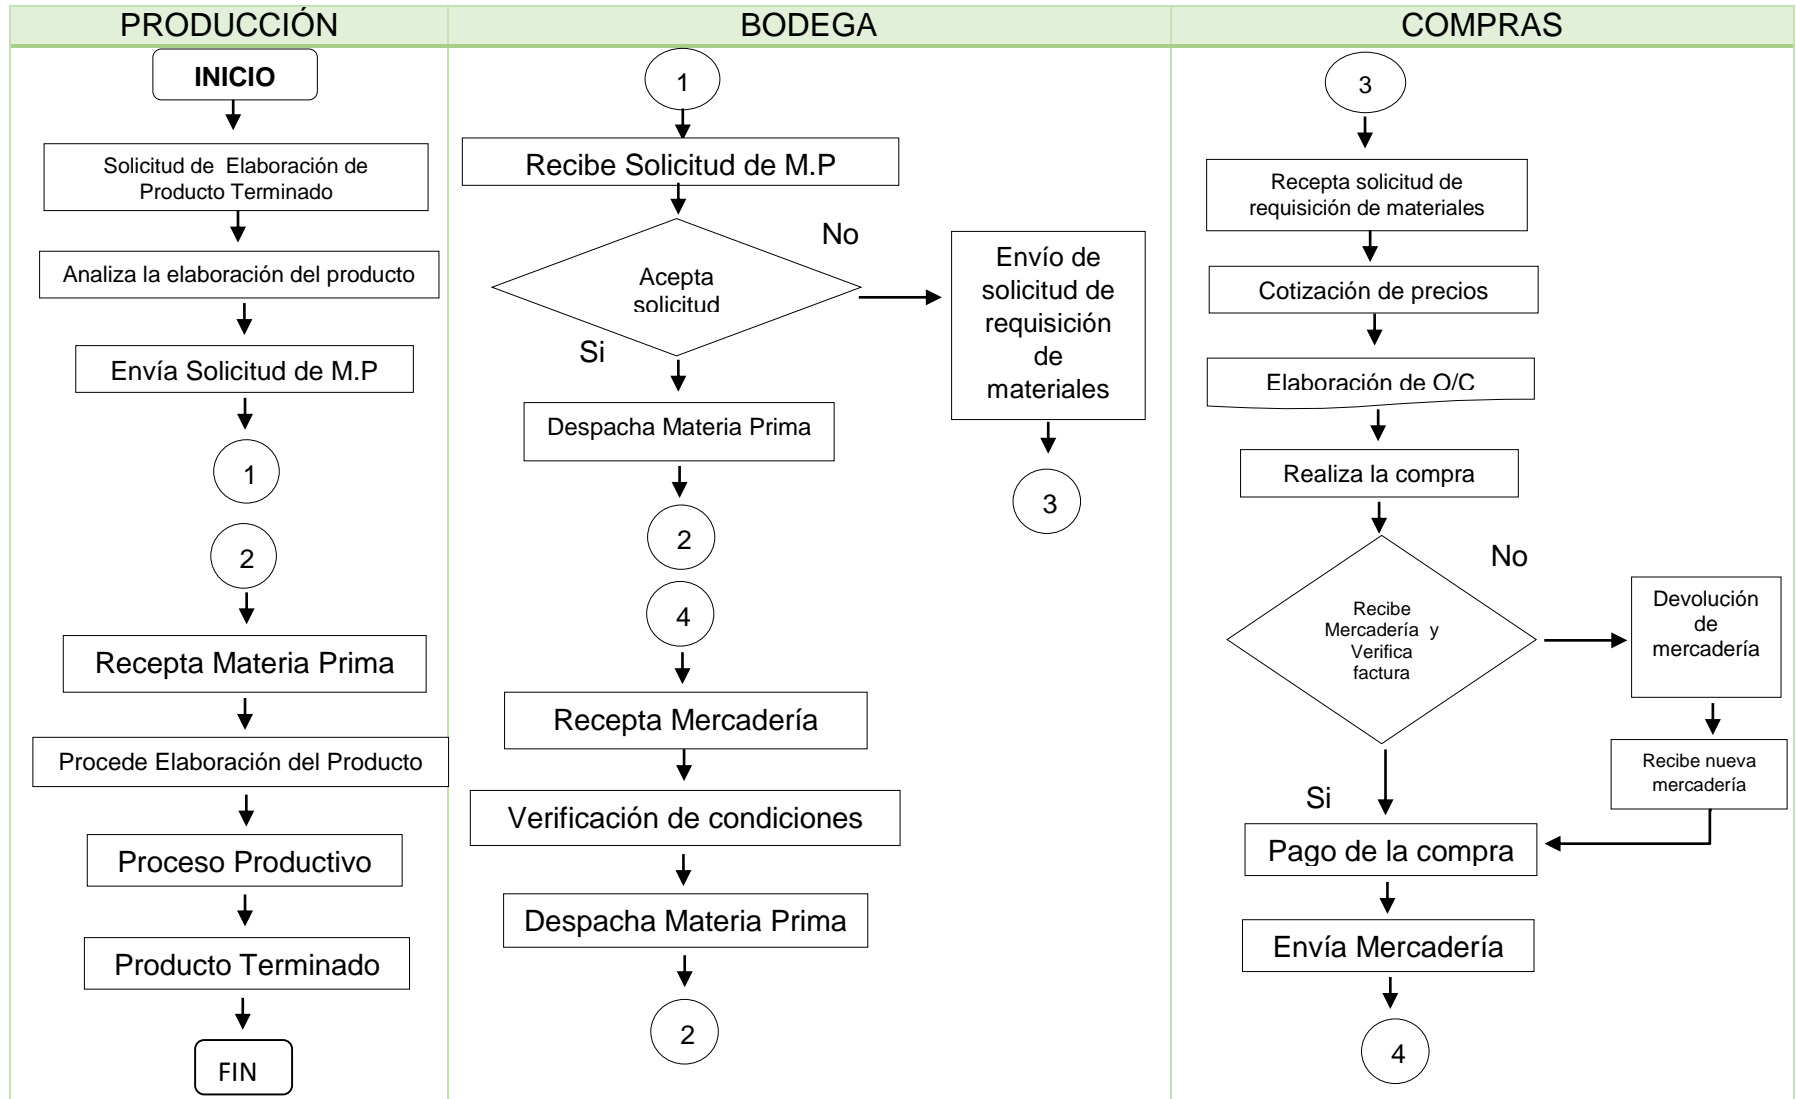 PRODUCCIÓN
INICIO
Solicitud de Elaboración de
Producto Terminado
Analiza la elaboración del producto
Envía Solicitud de M.P
1
2
Recepta Materia Prima
Procede Elaboración del Producto
Proceso Productivo
Producto Terminado
FIN
BODEGA
1
Recibe Solicitud de M.P
Acepta
solicitud
No
Si
Envío de
solicitud de
requisición
de
materiales
3
Despacha Materia Prima
2
4
Recepta Mercadería
Verificación de condiciones
Despacha Materia Prima
2
COMPRAS
3
Recepta solicitud de
requisición de materiales
Cotización de precios
Elaboración de O/C
Realiza la compra
Recibe
Mercadería y
Verifica
factura
No
Devolución
de
mercadería
Recibe nueva
mercadería
Si
Pago de la compra
Envía Mercadería
4